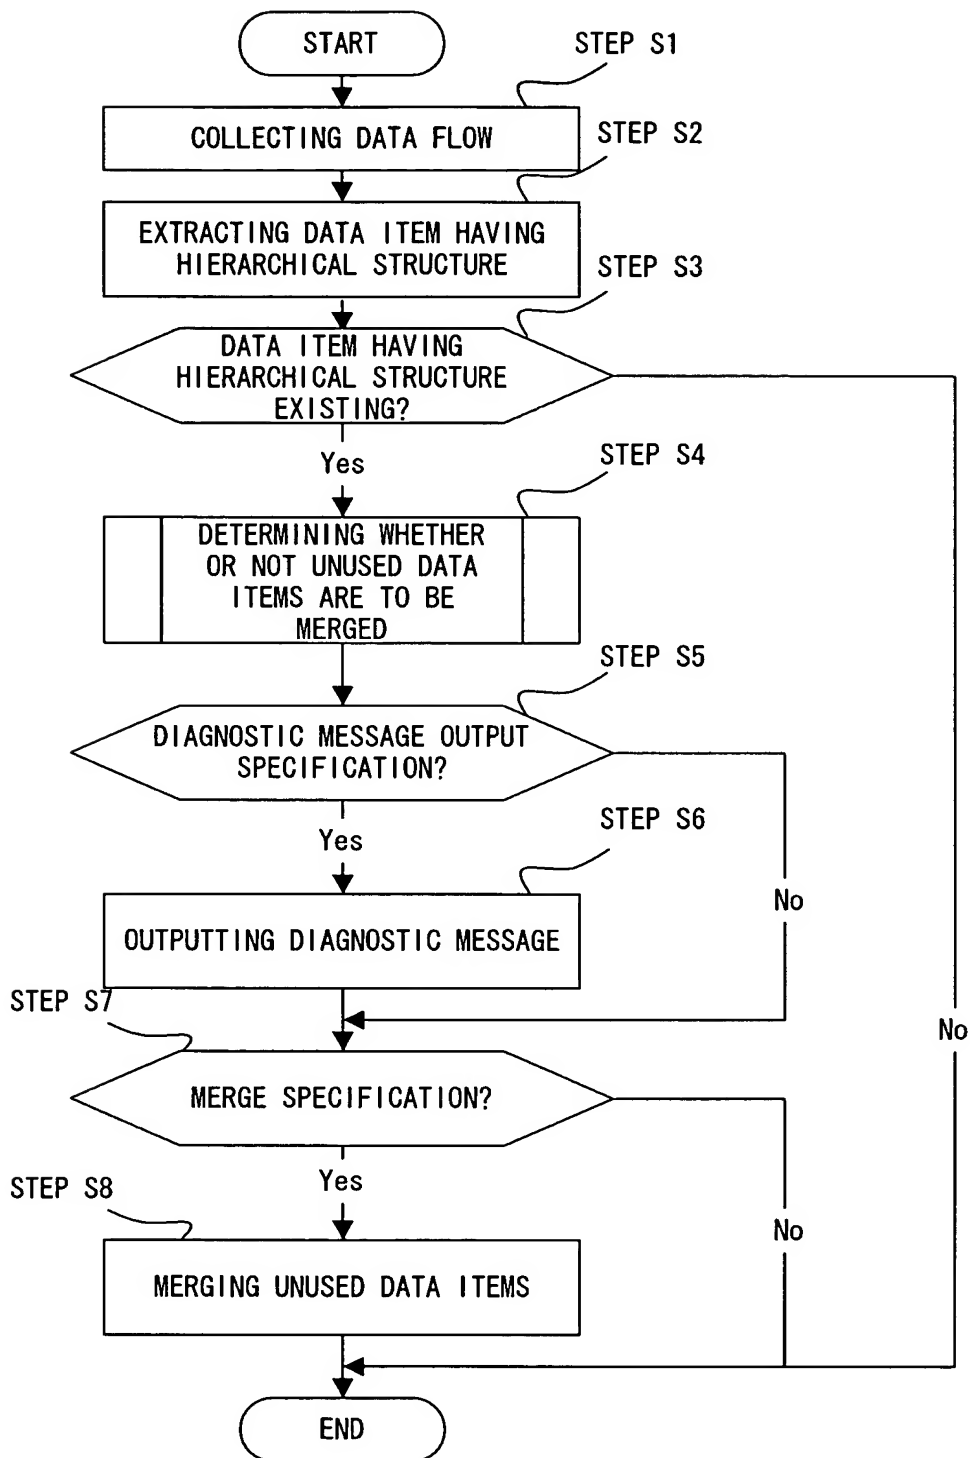 START
STEP S1
COLLECTING DATA FLOW
STEP S2
EXTRACTING DATA ITEM HAVING
HIERARCHICAL STRUCTURE
STEP S3
DATA ITEM HAVING
HIERARCHICAL STRUCTURE
EXISTING?
Yes
STEP S4
DETERMINING WHETHER
OR NOT UNUSED DATA
ITEMS ARE TO BE
MERGED
STEP S5
DIAGNOSTIC MESSAGE OUTPUT
SPECIFICATION?
Yes
STEP S6
No
OUTPUTTING DIAGNOSTIC MESSAGE
STEP S7
No
MERGE SPECIFICATION?
Yes
STEP S8
No
MERGING UNUSED DATA ITEMS
END